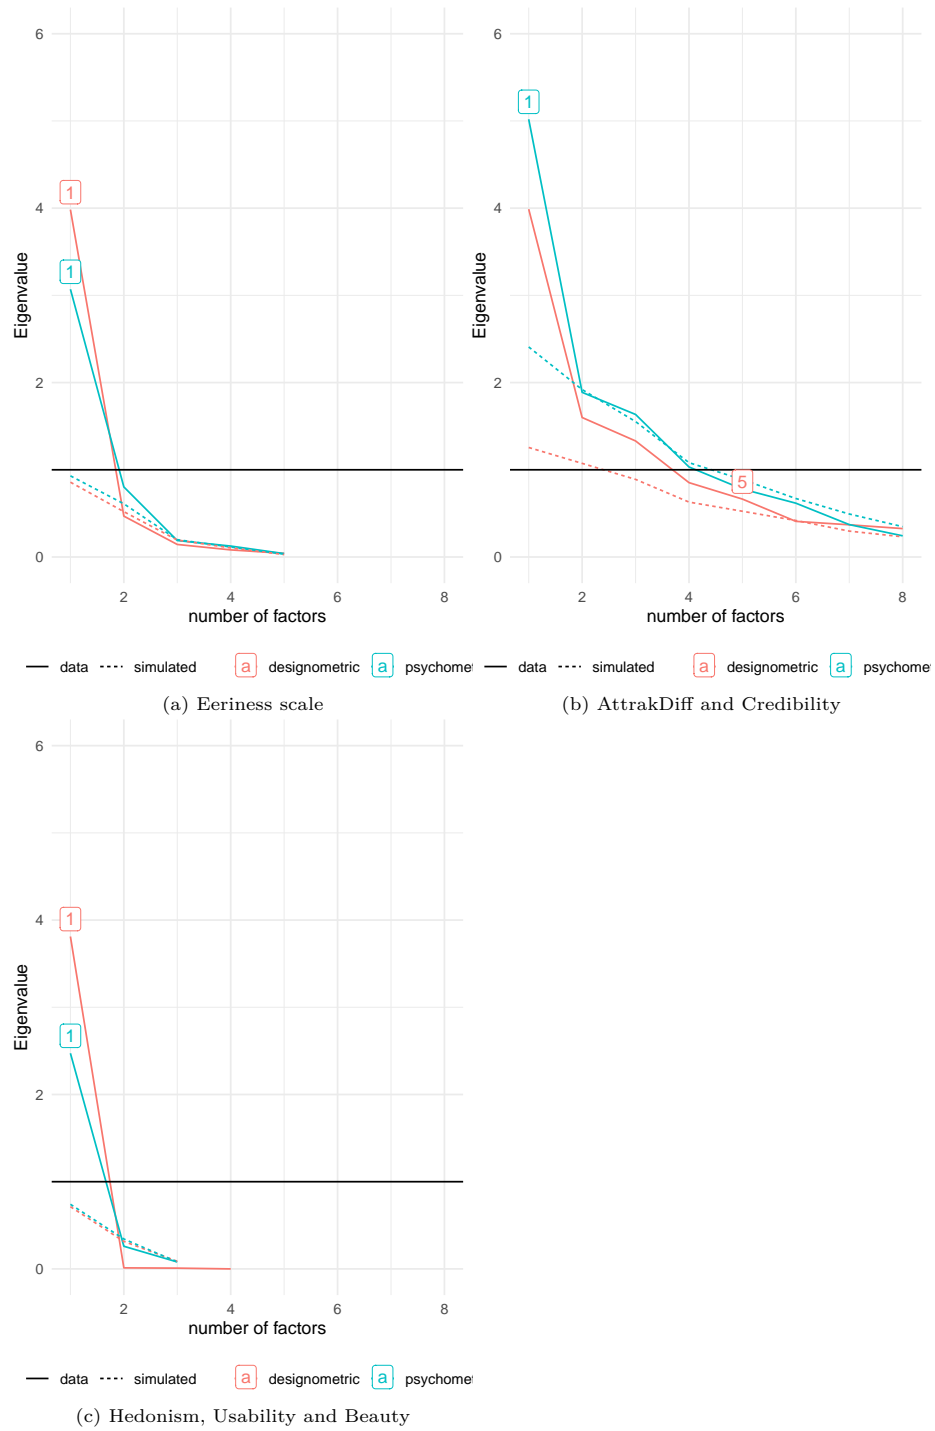 6
4
2
0
Eigenvalue
1
1
2 4 6 8
number of factors
data simulated a designometric a psychomet
(a) Eeriness scale
6
4
2
0
Eigenvalue
1
5
2 4 6 8
number of factors
data simulated a designometric a psychomet
(b) AttrakDiff and Credibility
6
4
2
0
Eigenvalue
1
1
2 4 6 8
number of factors
data simulated a designometric a psychomet
(c) Hedonism, Usability and Beauty